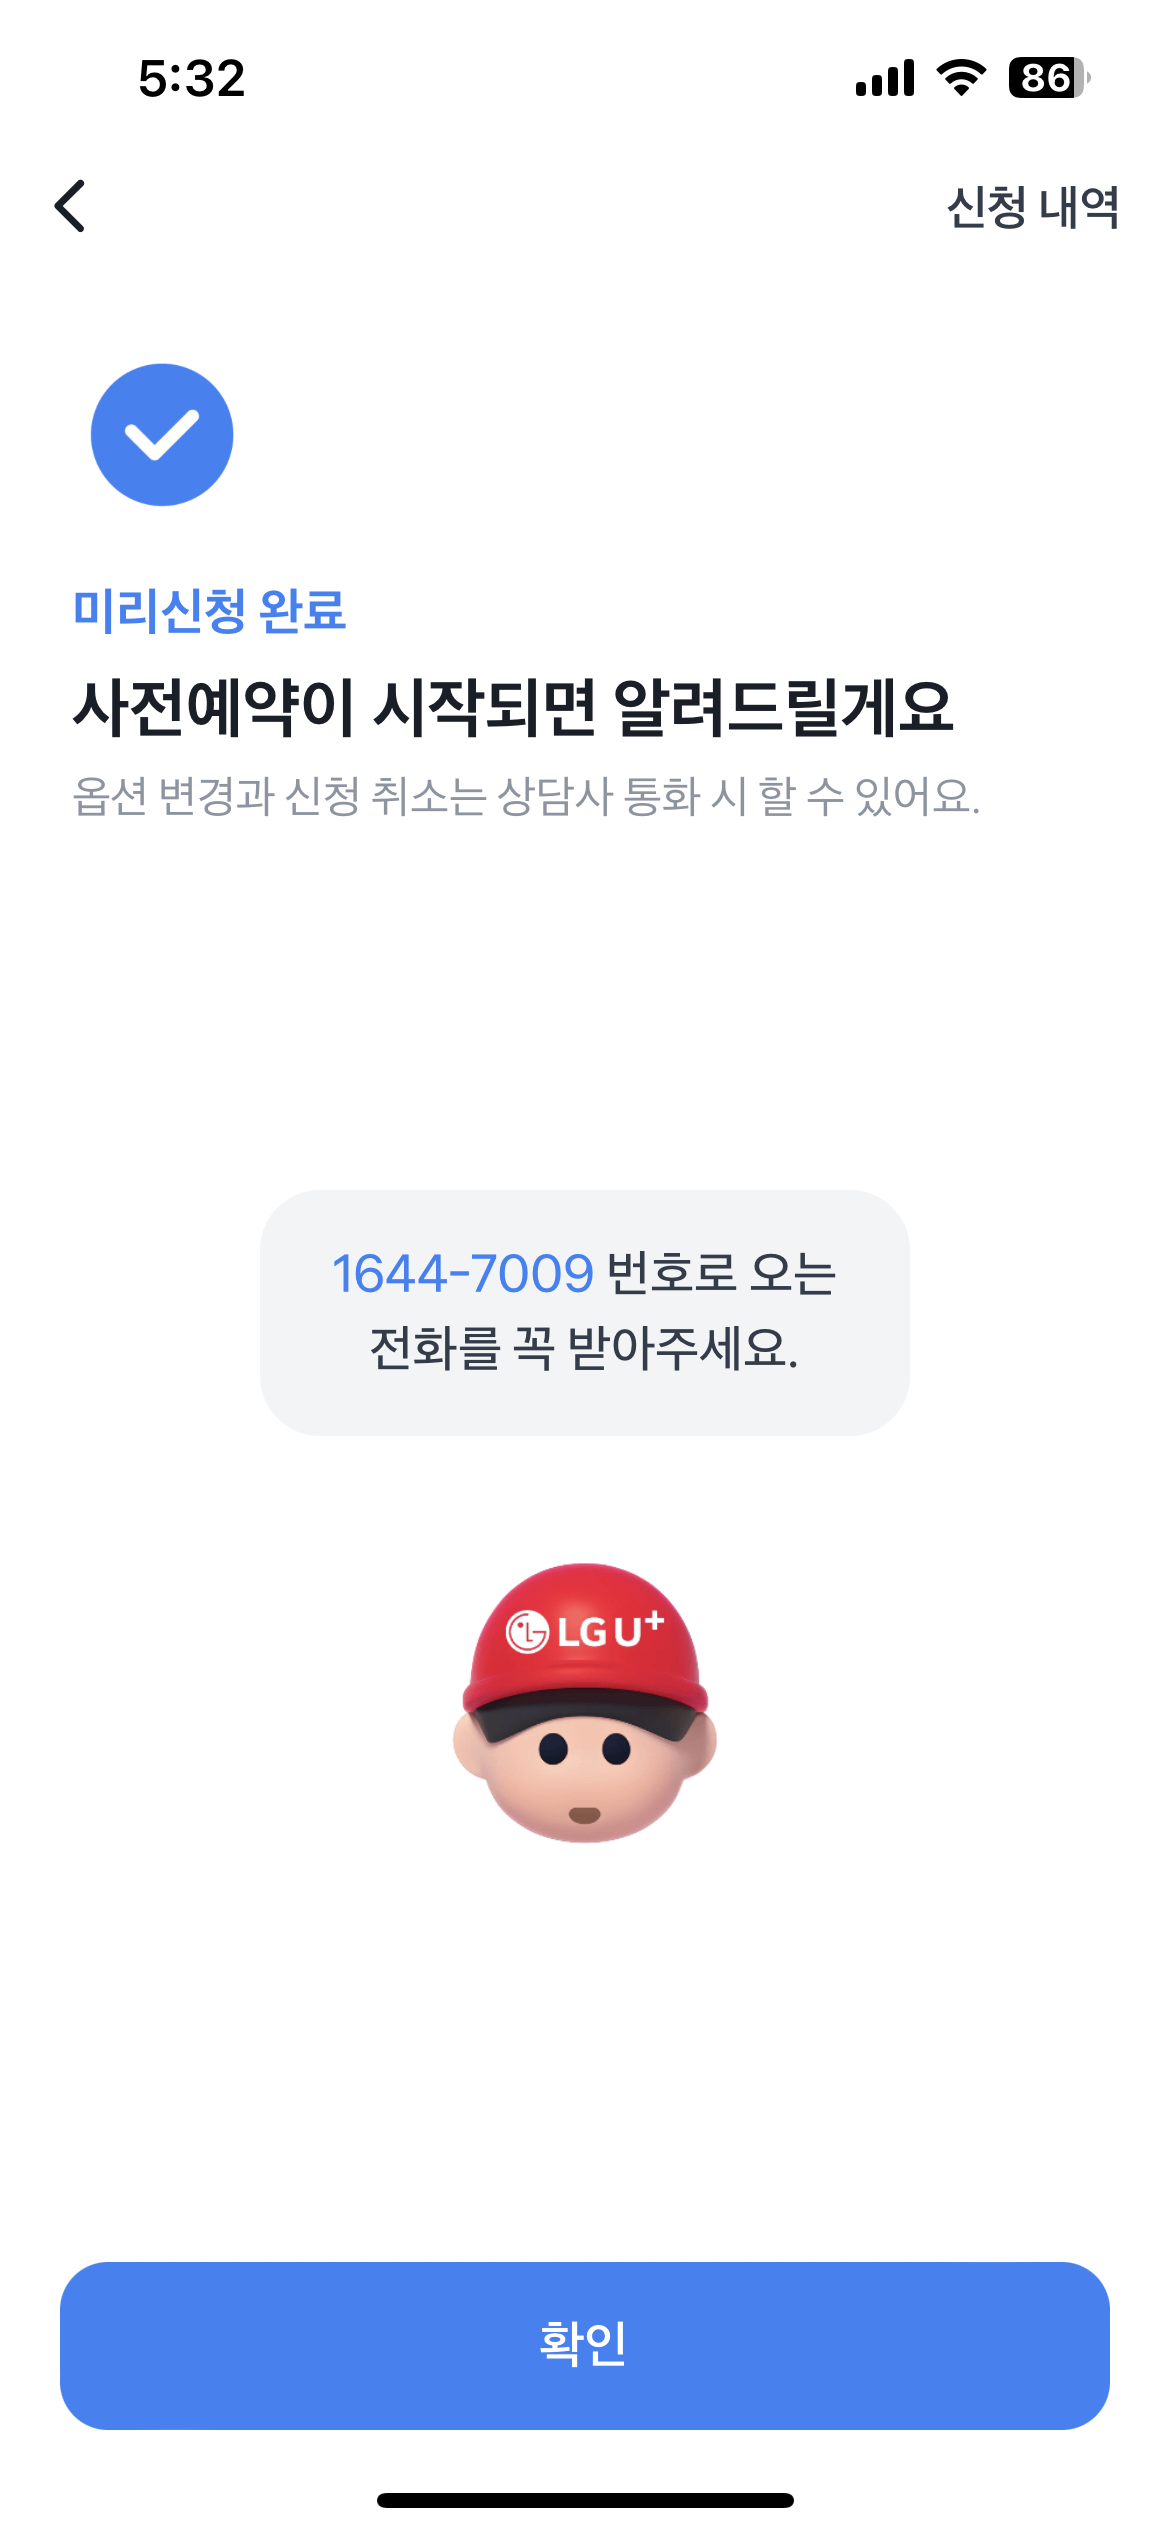 5:32
86
신청 내역
미리신청 완료
사전예약이 시작되면 알려드릴게요
옵션 변경과 신청 취소는 상담사 통화 시 할 수 있어요.
1644-7009 번호로 오는
전화를 꼭 받아주세요.
LG U+
확인